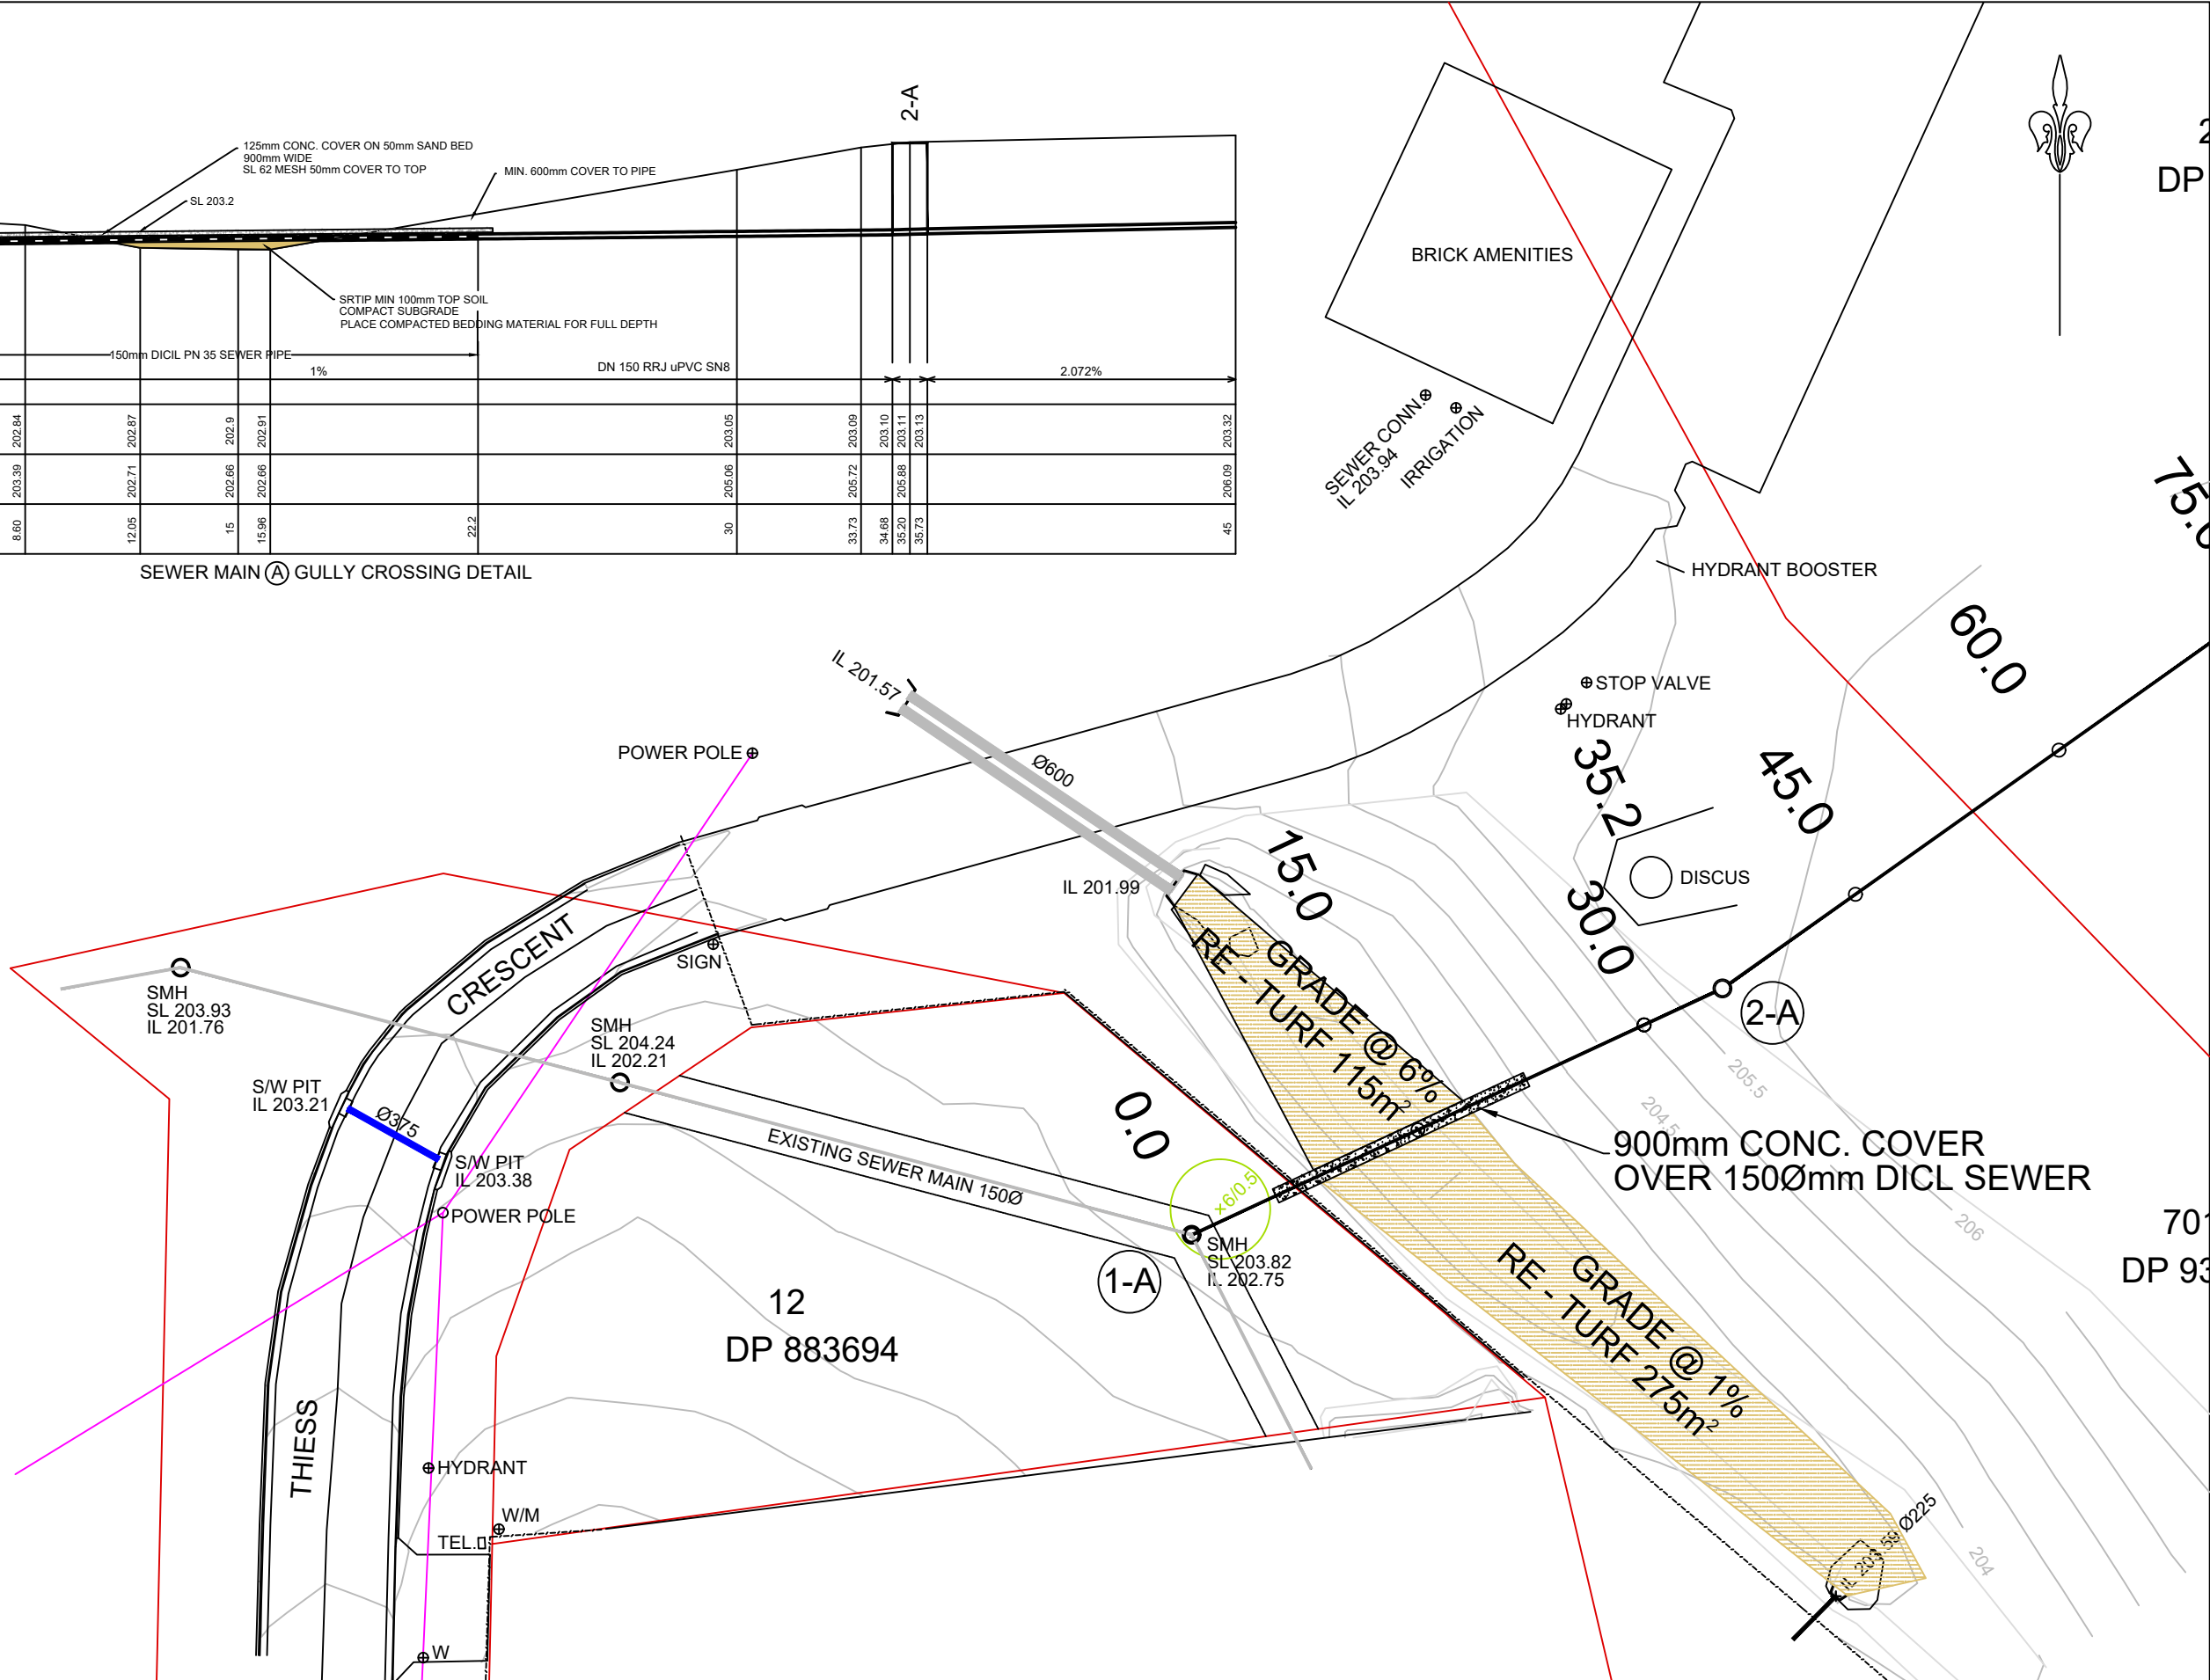 2-A
125mm CONC. COVER ON 50mm SAND BED
900mm WIDE
SL 62 MESH 50mm COVER TO TOP
SL 203.2
MIN. 600mm COVER TO PIPE
SRTIP MIN 100mm TOP SOIL
COMPACT SUBGRADE
PLACE COMPACTED BEDDING MATERIAL FOR FULL DEPTH
150mm DICIL PN 35 SEWER PIPE
1%
DN 150 RRJ uPVC SN8
2.072%
202.84 202.87 202.9 202.91 203.05 203.09 203.10 203.11 203.13 203.32
203.39 202.71 202.66 202.66 205.06 205.72 205.88 206.09
8.60 12.05 15 15.96 22.2 30 33.73 34.68 35.20 35.73 45
SEWER MAIN A GULLY CROSSING DETAIL
BRICK AMENITIES
2
DP
SEWER CONN.
IL 203.94
IRRIGATION
HYDRANT BOOSTER
75.0
60.0
STOP VALVE
HYDRANT
35.2
45.0
DISCUS
30.0
15.0
0.0
IL 201.57
Ø600
IL 201.99
POWER POLE
CRESCENT
SIGN
SMH
SL 203.93
IL 201.76
SMH
SL 204.24
IL 202.21
S/W PIT
IL 203.21
Ø375
S/W PIT
IL 203.38
POWER POLE
EXISTING SEWER MAIN 150Ø
GRADE @ 6%
RE - TURF 115m²
2-A
205.5
204.5
206
900mm CONC. COVER
OVER 150Ømm DICL SEWER
x6/0.5
SMH
SL 203.82
IL 202.75
1-A
12
DP 883694
701
DP 93
GRADE @ 1%
RE - TURF 275m²
THIESS
HYDRANT
W/M
TEL.
W
IL 203.59 Ø225
204